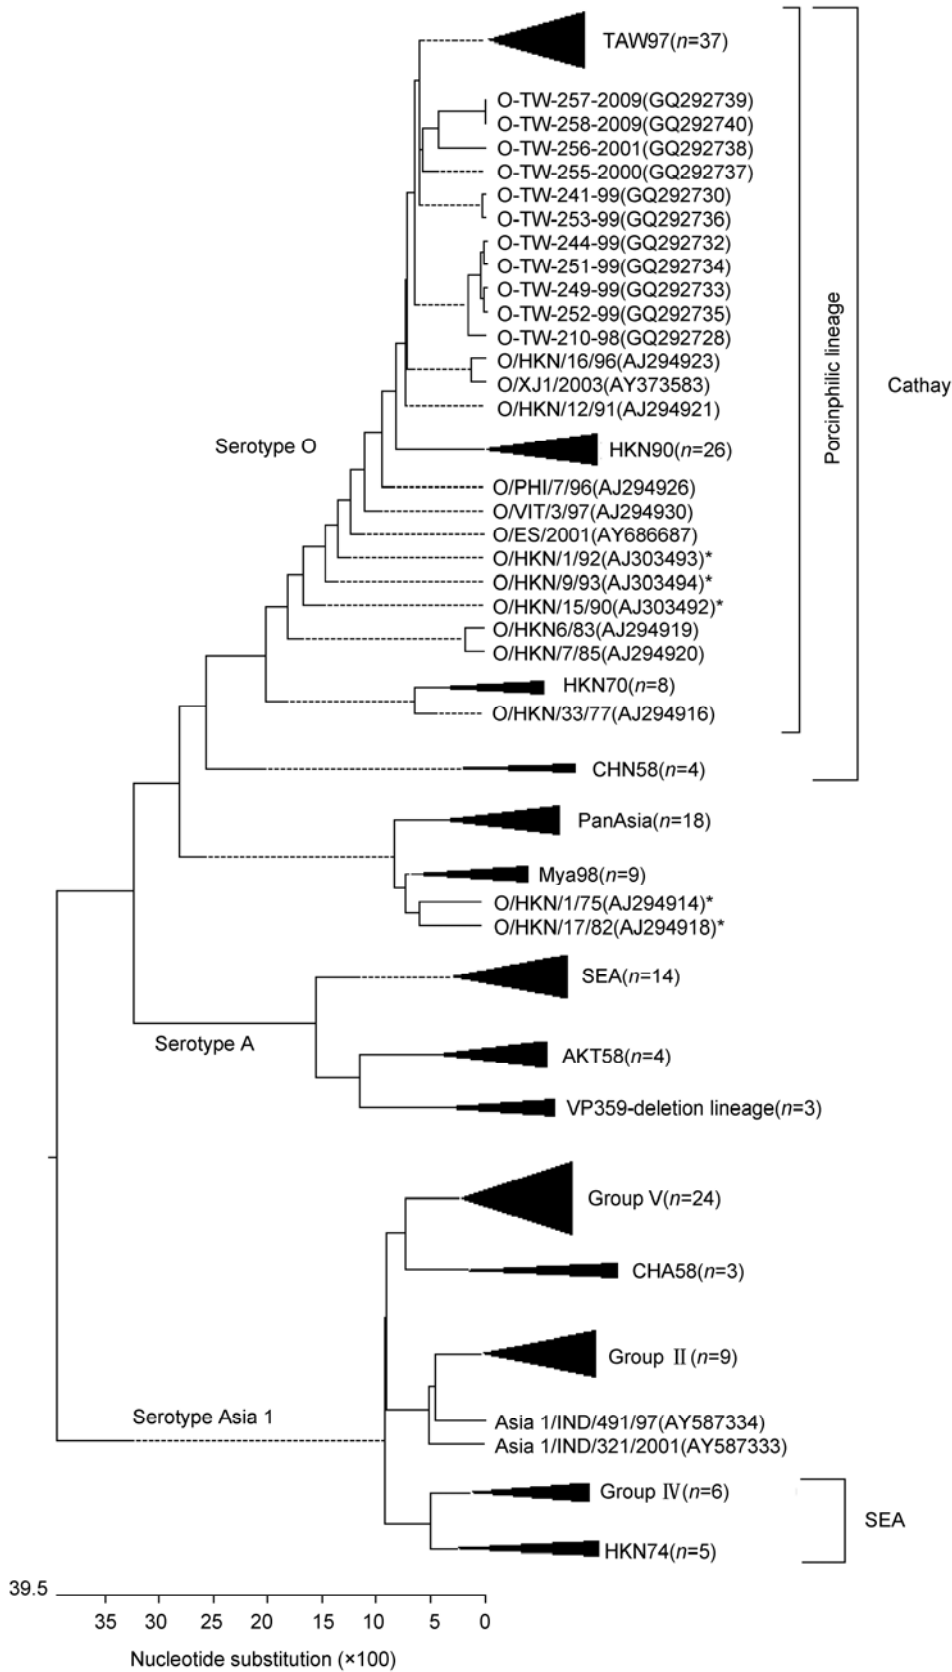 TAW97(n=37)
O-TW-257-2009(GQ292739)
O-TW-258-2009(GQ292740)
O-TW-256-2001(GQ292738)
O-TW-255-2000(GQ292737)
O-TW-241-99(GQ292730)
O-TW-253-99(GQ292736)
O-TW-244-99(GQ292732)
O-TW-251-99(GQ292734)
O-TW-249-99(GQ292733)
O-TW-252-99(GQ292735)
O-TW-210-98(GQ292728)
O/HKN/16/96(AJ294923)
O/XJ1/2003(AY373583)
O/HKN/12/91(AJ294921)
Porcinphilic lineage
Cathay
Serotype O
HKN90(n=26)
O/PHI/7/96(AJ294926)
O/VIT/3/97(AJ294930)
O/ES/2001(AY686687)
O/HKN/1/92(AJ303493)*
O/HKN/9/93(AJ303494)*
O/HKN/15/90(AJ303492)*
O/HKN6/83(AJ294919)
O/HKN/7/85(AJ294920)
HKN70(n=8)
O/HKN/33/77(AJ294916)
CHN58(n=4)
PanAsia(n=18)
Mya98(n=9)
O/HKN/1/75(AJ294914)*
O/HKN/17/82(AJ294918)*
SEA(n=14)
Serotype A
AKT58(n=4)
VP359-deletion lineage(n=3)
Group V(n=24)
CHA58(n=3)
Group Ⅱ(n=9)
Serotype Asia 1
Asia 1/IND/491/97(AY587334)
Asia 1/IND/321/2001(AY587333)
Group Ⅳ(n=6)
SEA
HKN74(n=5)
39.5
35 30 25 20 15 10 5 0
Nucleotide substitution (×100)